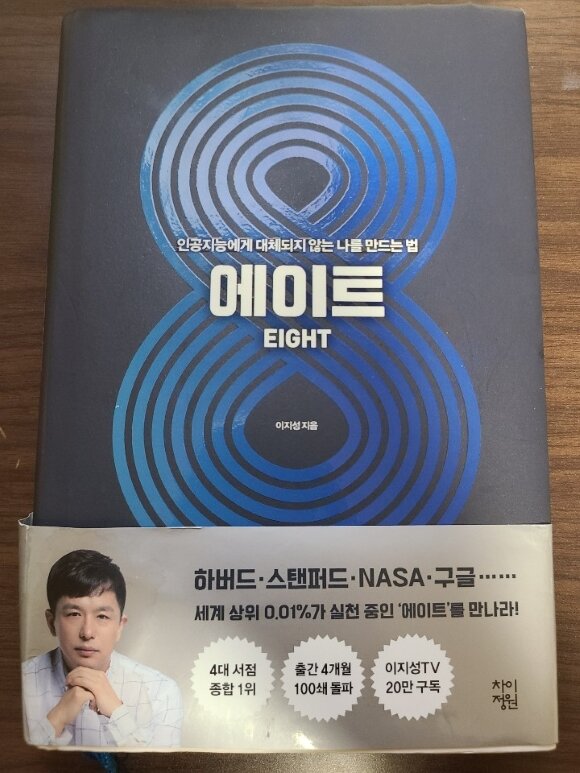 인공지능에게 대체되지 않는 나를 만드는 법
에이트
EIGHT
이지성 지음
하버드·스탠퍼드·NASA·구글……
세계 상위 0.01%가 실천 중인 '에이트'를 만나라!
4대 서점
종합 1위
출간 4개월
100쇄 돌파
이지성TV
20만 구독
차이
정원